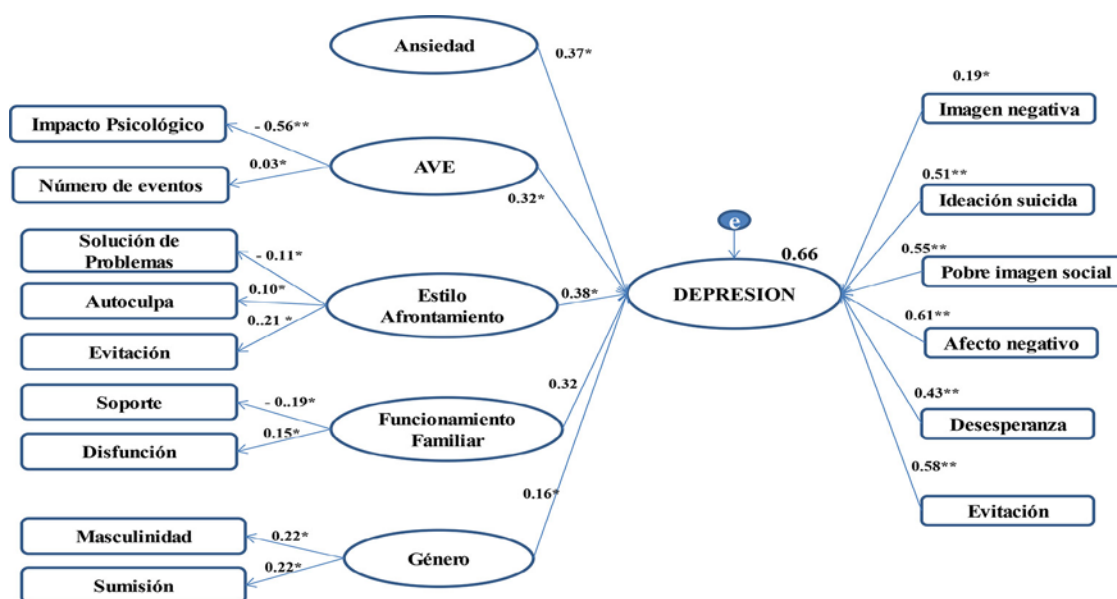 Ansiedad
0.37*
Impacto Psicológico
- 0.56**
Número de eventos
0.03*
AVE
0.32*
Solución de
Problemas
- 0.11*
Autoculpa
0.10*
Evitación
0..21 *
Estilo
Afrontamiento
0.38*
Soporte
- 0..19*
Disfunción
0.15*
Funcionamiento
Familiar
0.32
Masculinidad
0.22*
Sumisión
0.22*
Género
0.16*
e
0.66
DEPRESION
0.19*
Imagen negativa
0.51**
Ideación suicida
0.55**
Pobre imagen social
0.61**
Afecto negativo
0.43**
Desesperanza
0.58**
Evitación